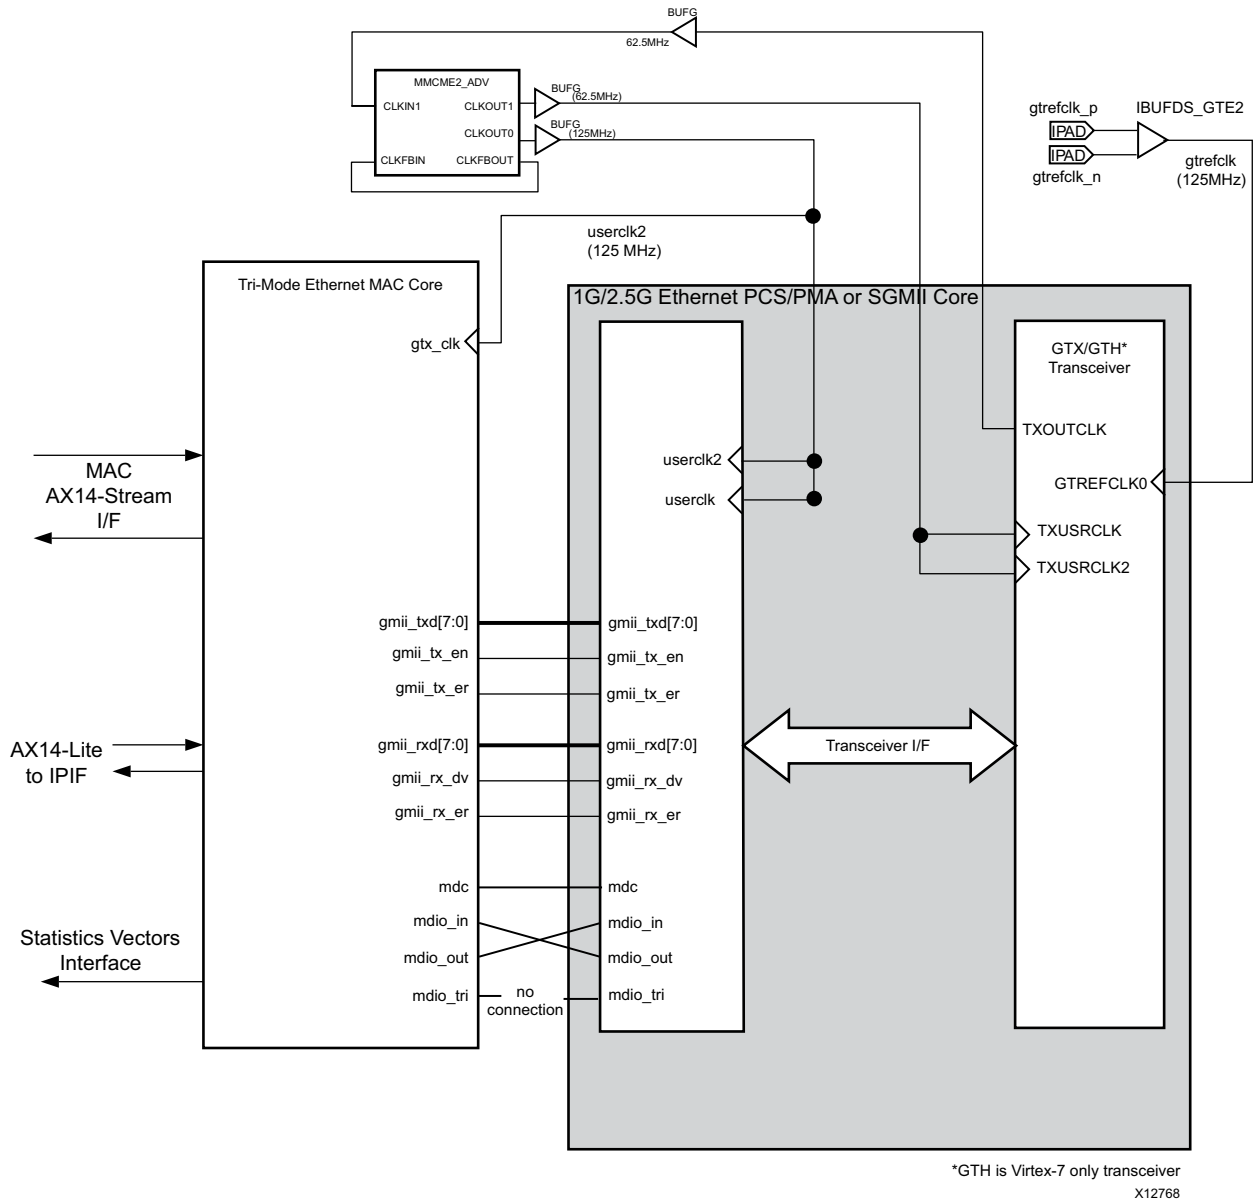 BUFG
62.5MHz
MMCME2_ADV
CLKIN1
CLKOUT1
BUFG
(62.5MHz)
CLKOUT0
BUFG
(125MHz)
CLKFBIN
CLKFBOUT
gtrefclk_p
IBUFDS_GTE2
IPAD
IPAD
gtrefclk_n
gtrefclk
(125MHz)
userclk2
(125 MHz)
Tri-Mode Ethernet MAC Core
1G/2.5G Ethernet PCS/PMA or SGMII Core
gtx_clk
GTX/GTH*
Transceiver
TXOUTCLK
userclk2
GTREFCLK0
userclk
TXUSRCLK
TXUSRCLK2
MAC
AX14-Stream
I/F
gmii_txd[7:0]
gmii_txd[7:0]
gmii_tx_en
gmii_tx_en
gmii_tx_er
gmii_tx_er
gmii_rxd[7:0]
gmii_rxd[7:0]
Transceiver I/F
AX14-Lite
to IPIF
gmii_rx_dv
gmii_rx_dv
gmii_rx_er
gmii_rx_er
mdc
mdc
mdio_in
mdio_in
Statistics Vectors
Interface
mdio_out
mdio_out
mdio_tri
no
connection
mdio_tri
*GTH is Virtex-7 only transceiver
X12768